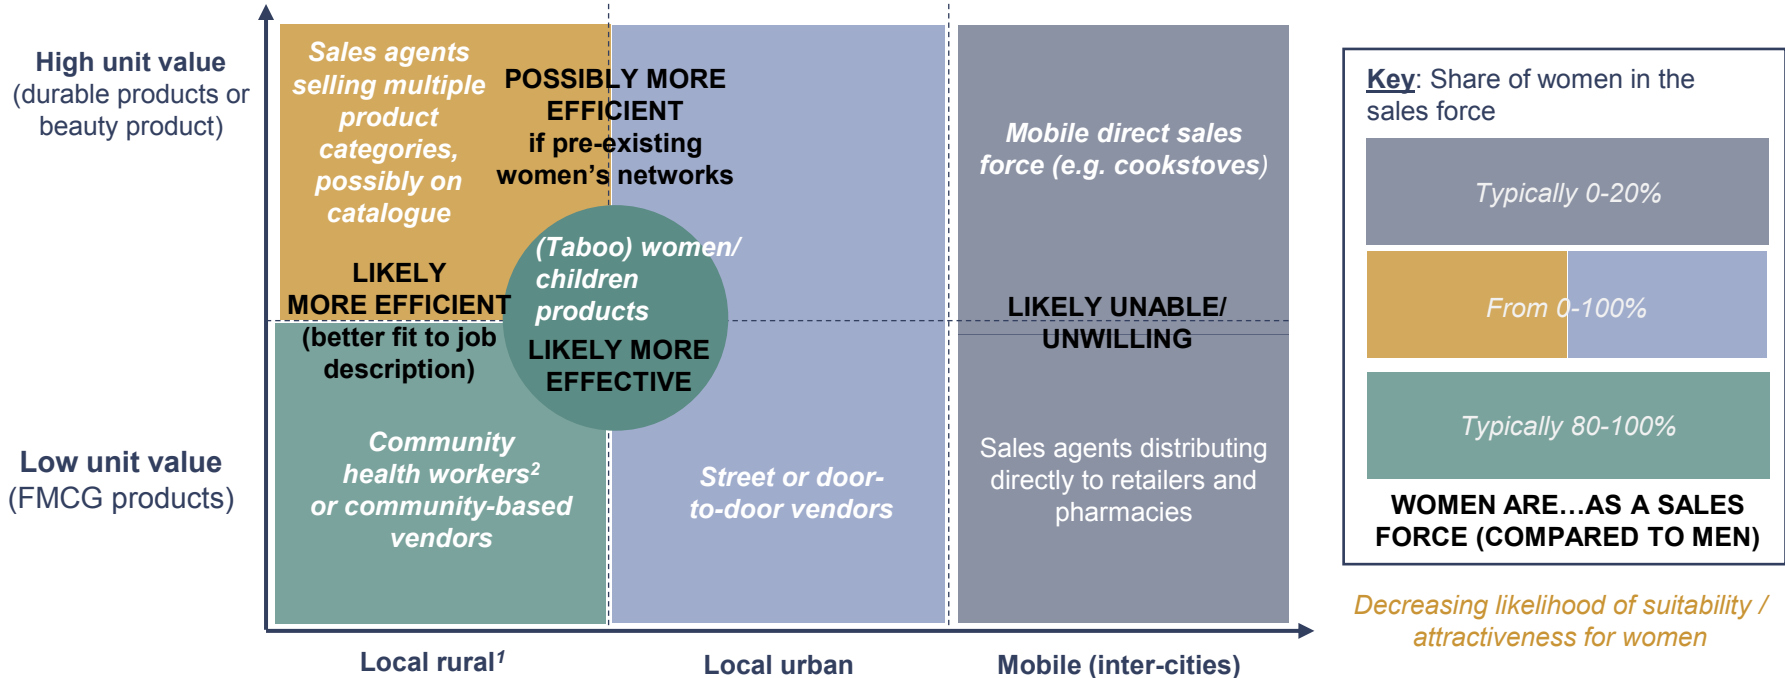 High unit value
(durable products or
beauty product)
Low unit value
(FMCG products)
Sales agents
selling multiple
product
categories,
possibly on
catalogue
POSSIBLY MORE
EFFICIENT
if pre-existing
women’s networks
Mobile direct sales
force (e.g. cookstoves)
(Taboo) women/
children
products
LIKELY MORE
EFFECTIVE
LIKELY
MORE EFFICIENT
(better fit to job
description)
LIKELY UNABLE/
UNWILLING
Community
health workers²
or community-based
vendors
Street or door-
to-door vendors
Sales agents distributing
directly to retailers and
pharmacies
Local rural¹
Local urban
Mobile (inter-cities)
Key: Share of women in the
sales force
Typically 0-20%
From 0-100%
Typically 80-100%
WOMEN ARE…AS A SALES
FORCE (COMPARED TO MEN)
Decreasing likelihood of suitability /
attractiveness for women